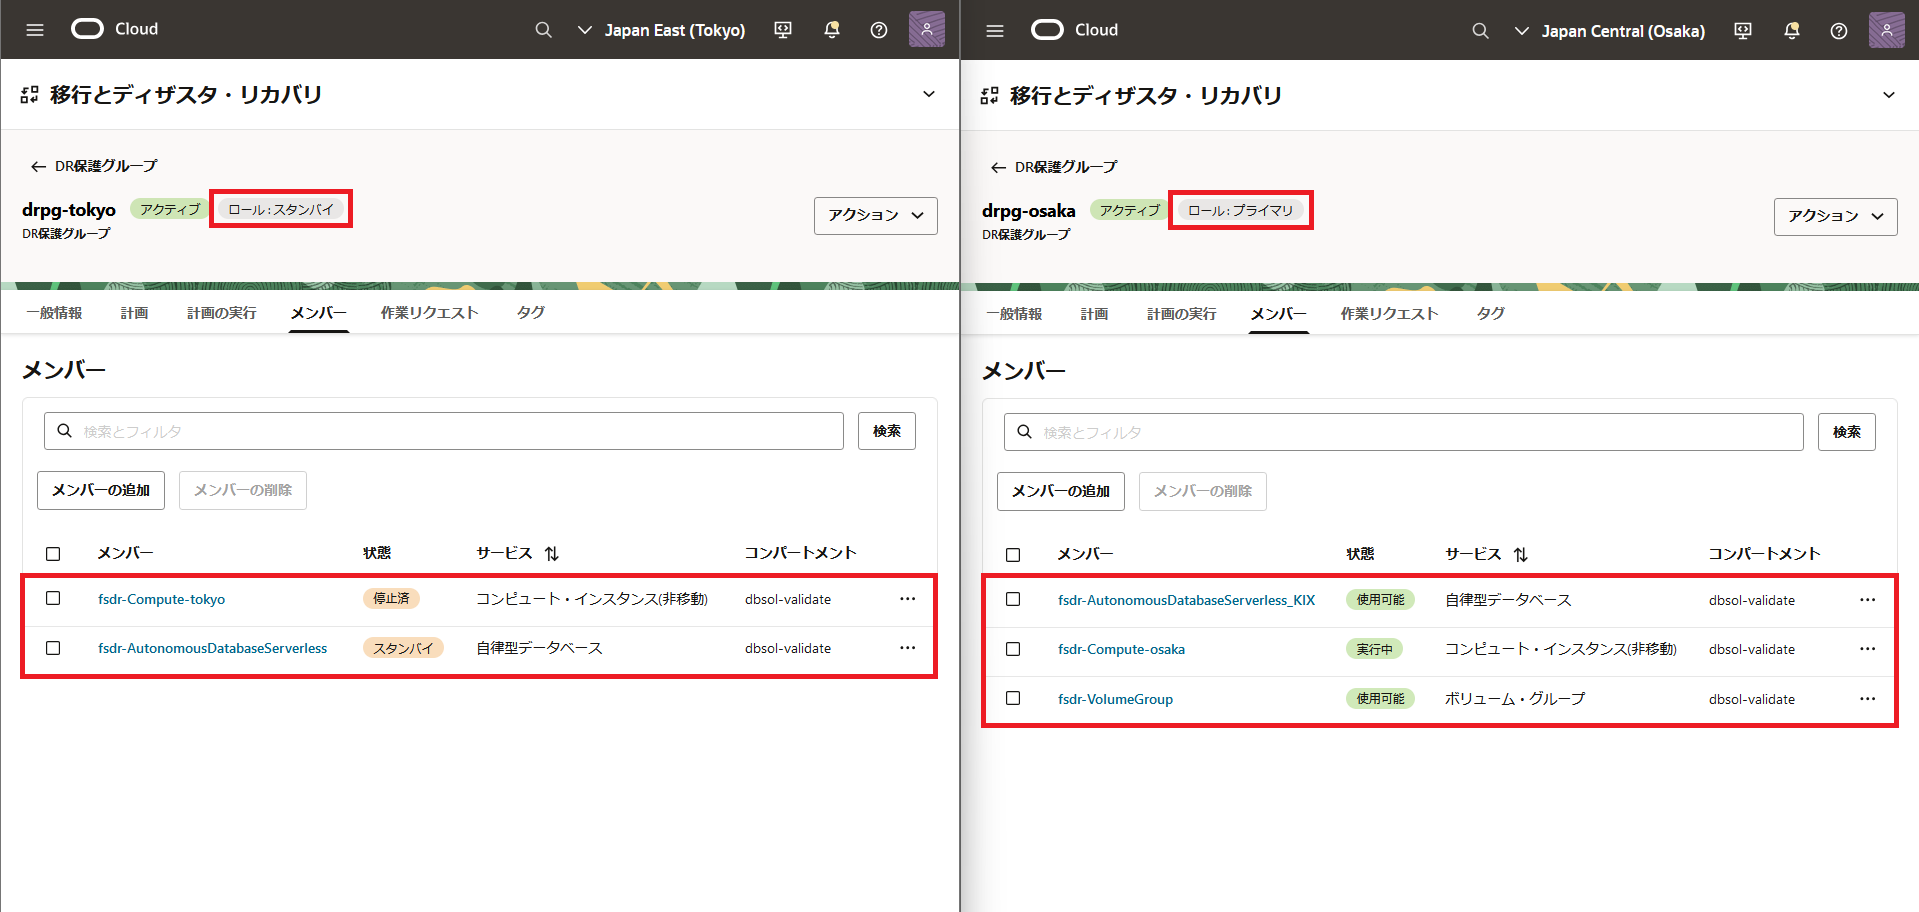 Cloud
Japan East (Tokyo)
移行とディザスタ・リカバリ
DR保護グループ
drpg-tokyo アクティブ ロール : スタンバイ
DR保護グループ
アクション
一般情報 計画 計画の実行 メンバー 作業リクエスト タグ
メンバー
検索とフィルタ 検索
メンバーの追加 メンバーの削除
メンバー 状態 サービス コンパートメント
fsdr-Compute-tokyo 停止済 コンピュート・インスタンス(非移動) dbsol-validate
fsdr-AutonomousDatabaseServerless スタンバイ 自律型データベース dbsol-validate
Cloud
Japan Central (Osaka)
移行とディザスタ・リカバリ
DR保護グループ
drpg-osaka アクティブ ロール : プライマリ
DR保護グループ
アクション
一般情報 計画 計画の実行 メンバー 作業リクエスト タグ
メンバー
検索とフィルタ 検索
メンバーの追加 メンバーの削除
メンバー 状態 サービス コンパートメント
fsdr-AutonomousDatabaseServerless_KIX 使用可能 自律型データベース dbsol-validate
fsdr-Compute-osaka 実行中 コンピュート・インスタンス(非移動) dbsol-validate
fsdr-VolumeGroup 使用可能 ボリューム・グループ dbsol-validate